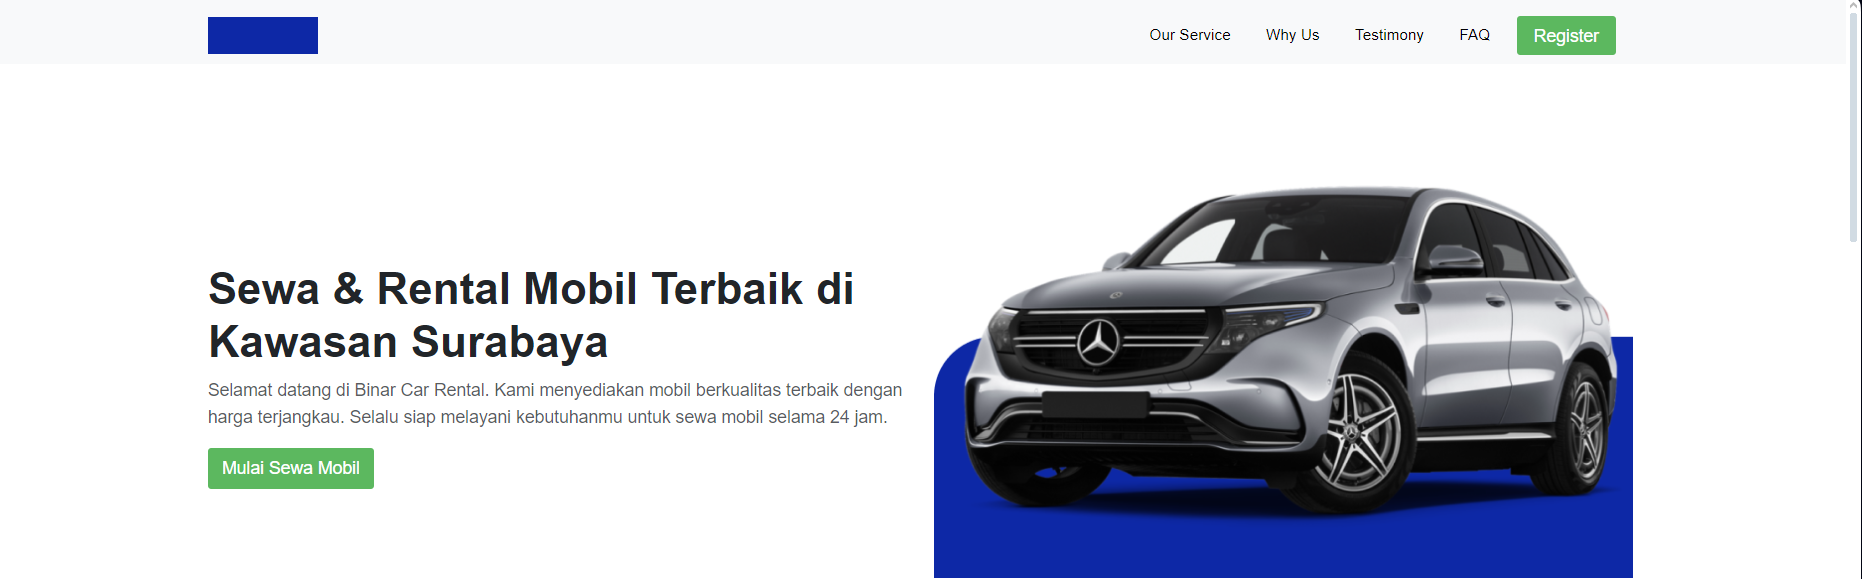 Our Service
Why Us
Testimony
FAQ
Register
Sewa & Rental Mobil Terbaik di
Kawasan Surabaya
Selamat datang di Binar Car Rental. Kami menyediakan mobil berkualitas terbaik dengan
harga terjangkau. Selalu siap melayani kebutuhanmu untuk sewa mobil selama 24 jam.
Mulai Sewa Mobil